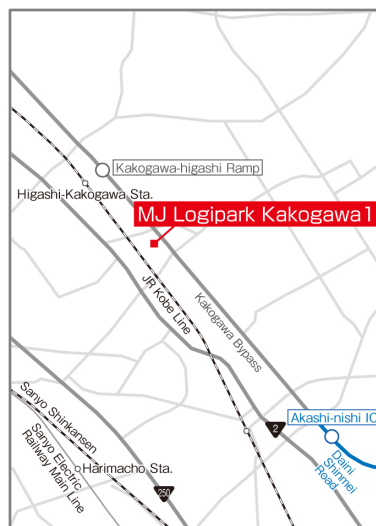 Kakogawa-higashi Ramp
Higashi-Kakogawa Sta.
MJ Logipark Kakogawa1
JR Kobe Line
Kakogawa Bypass
Akashi-nishi IC
2
Daini
Shinmei
Road
Sanyo Shinkansen
Sanyo Electric
Railway Main Line
Harimacho Sta.
250